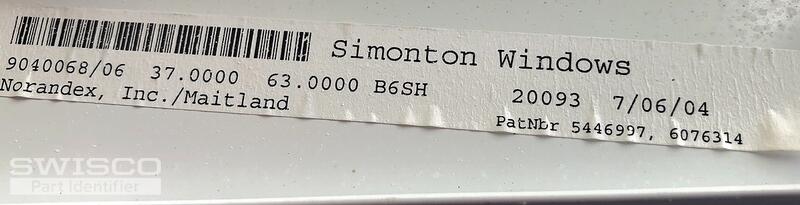 Simonton Windows
9040068/06 37.0000 63.0000 B6SH 20093 7/06/04
Norandex, Inc./Maitland PatNbr 5446997, 6076314
SWISCO
Part Identifier